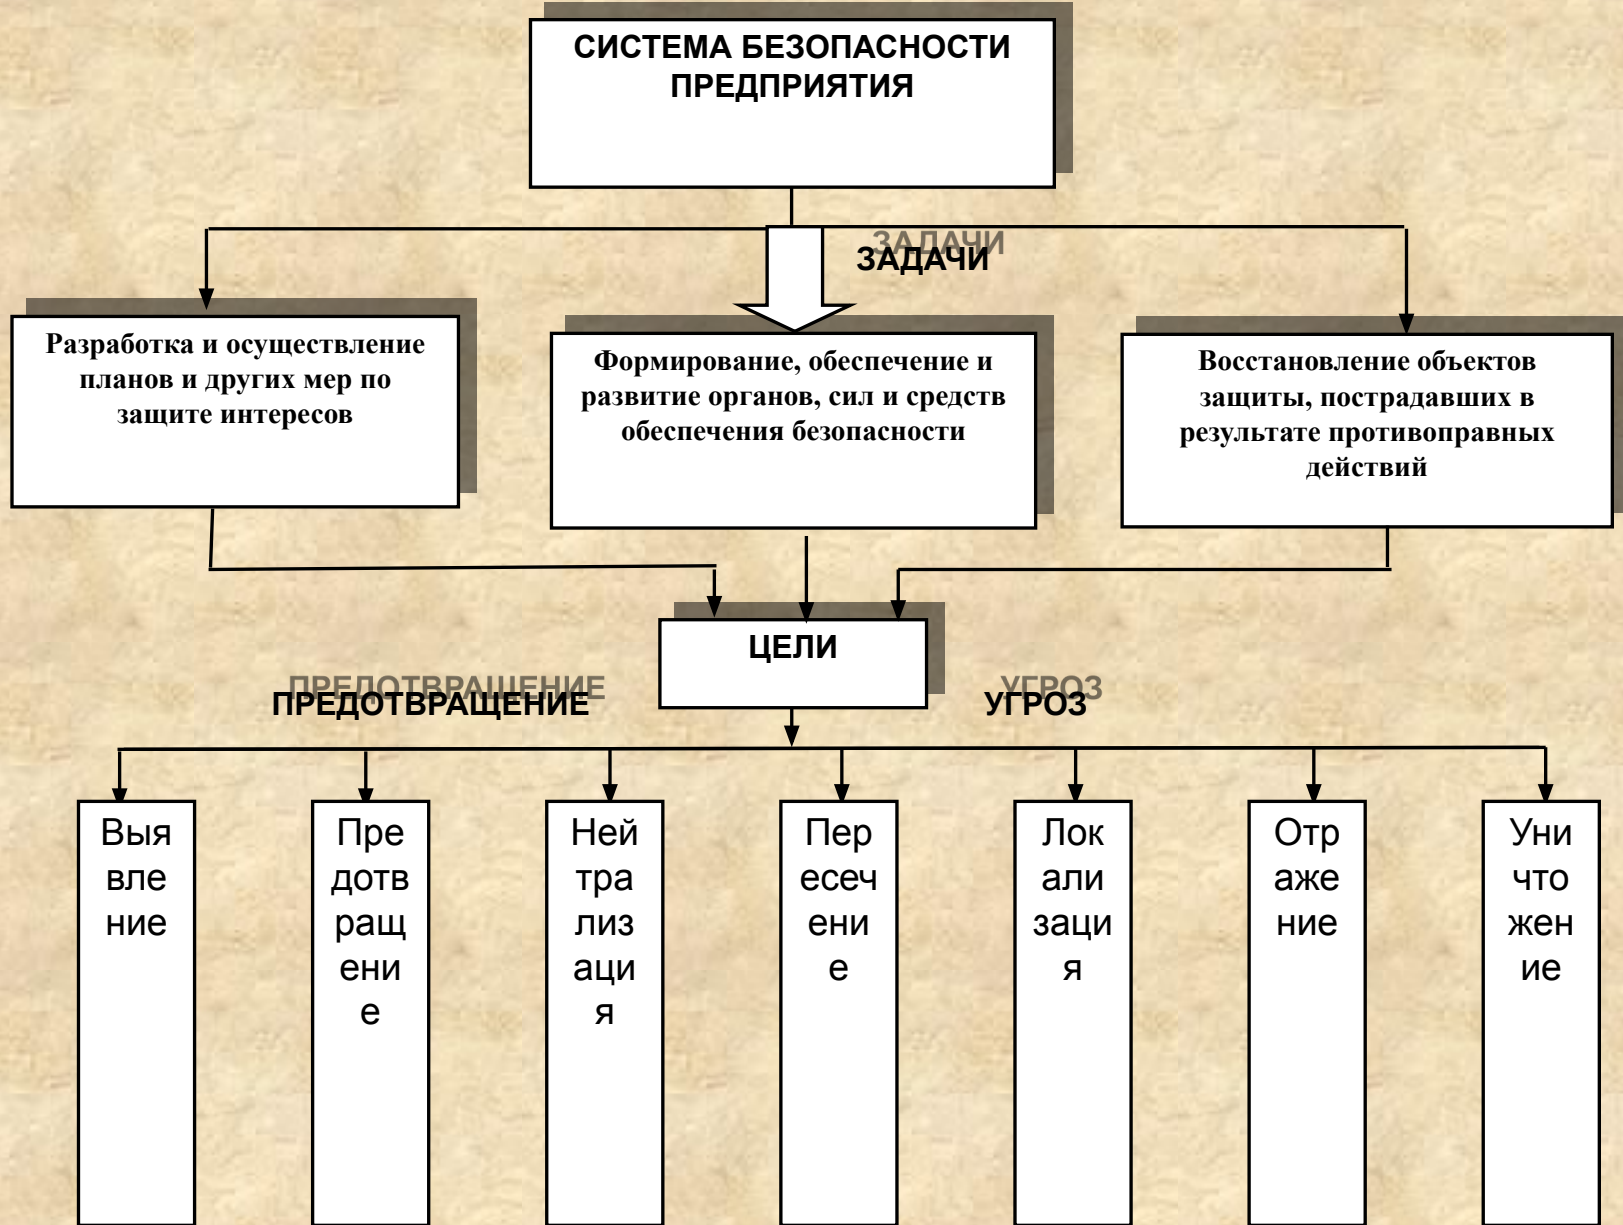 СИСТЕМА БЕЗОПАСНОСТИ
ПРЕДПРИЯТИЯ
ЗАДАЧИ
Разработка и осуществление
планов и других мер по
защите интересов
Формирование, обеспечение и
развитие органов, сил и средств
обеспечения безопасности
Восстановление объектов
защиты, пострадавших в
результате противоправных
действий
ЦЕЛИ
ПРЕДОТВРАЩЕНИЕ УГРОЗ
Выя
вле
ние
Пре
дотв
ращ
ени
е
Ней
тра
лиз
аци
я
Пер
есеч
ени
е
Лок
али
заци
я
Отр
аже
ние
Уни
что
жен
ие